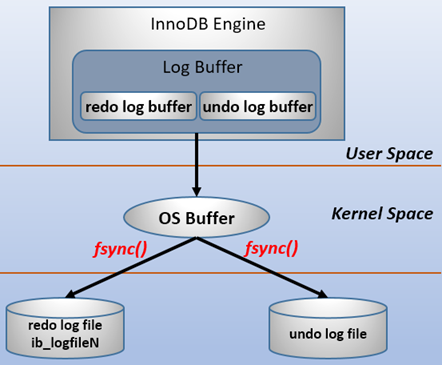 InnoDB Engine
Log Buffer
redo log buffer
undo log buffer
User Space
OS Buffer
Kernel Space
fsync()
fsync()
redo log file
ib_logfileN
undo log file